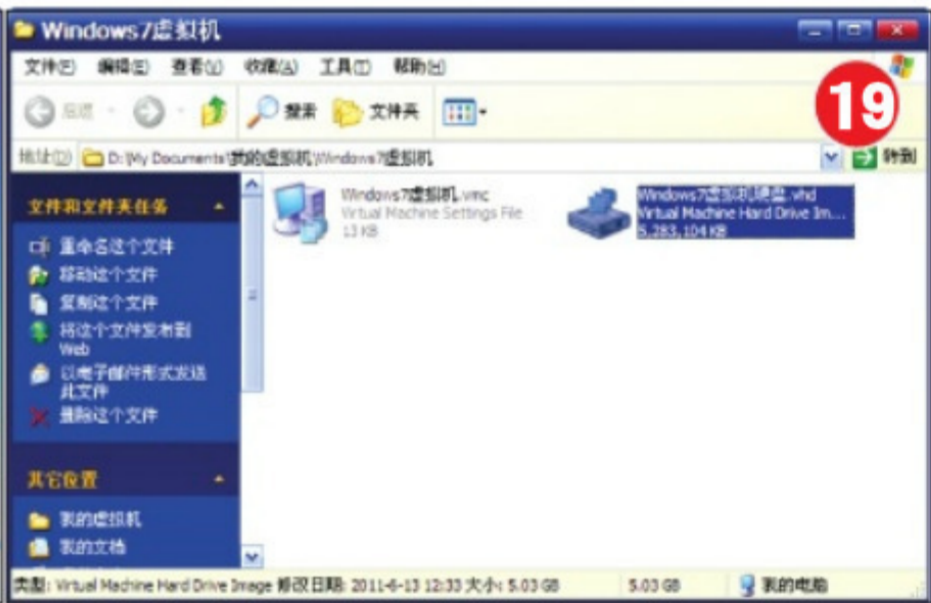 Windows7虚拟机
文件(F) 编辑(E) 查看(V) 收藏(A) 工具(T) 帮助(H)
后退 搜索 文件夹
19
地址(D) D:\My Documents\我的虚拟机\Windows7虚拟机 转到
文件和文件夹任务
重命名这个文件
移动这个文件
复制这个文件
将这个文件发布到
Web
以电子邮件形式发送
此文件
删除这个文件
其它位置
我的虚拟机
我的文档
Windows7虚拟机.vmc
Virtual Machine Settings File
13 KB
Windows7虚拟机硬盘.vhd
Virtual Machine Hard Drive Im...
5,283,104 KB
类型: Virtual Machine Hard Drive Image 修改日期: 2011-6-13 12:33 大小: 5.03 GB 5.03 GB 我的电脑